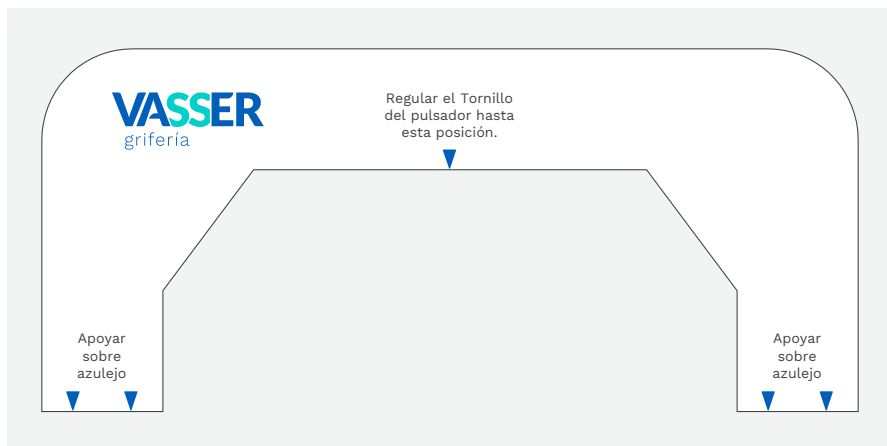 VASSER
grifería
Regular el Tornillo
del pulsador hasta
esta posición.
Apoyar
sobre
azulejo
Apoyar
sobre
azulejo